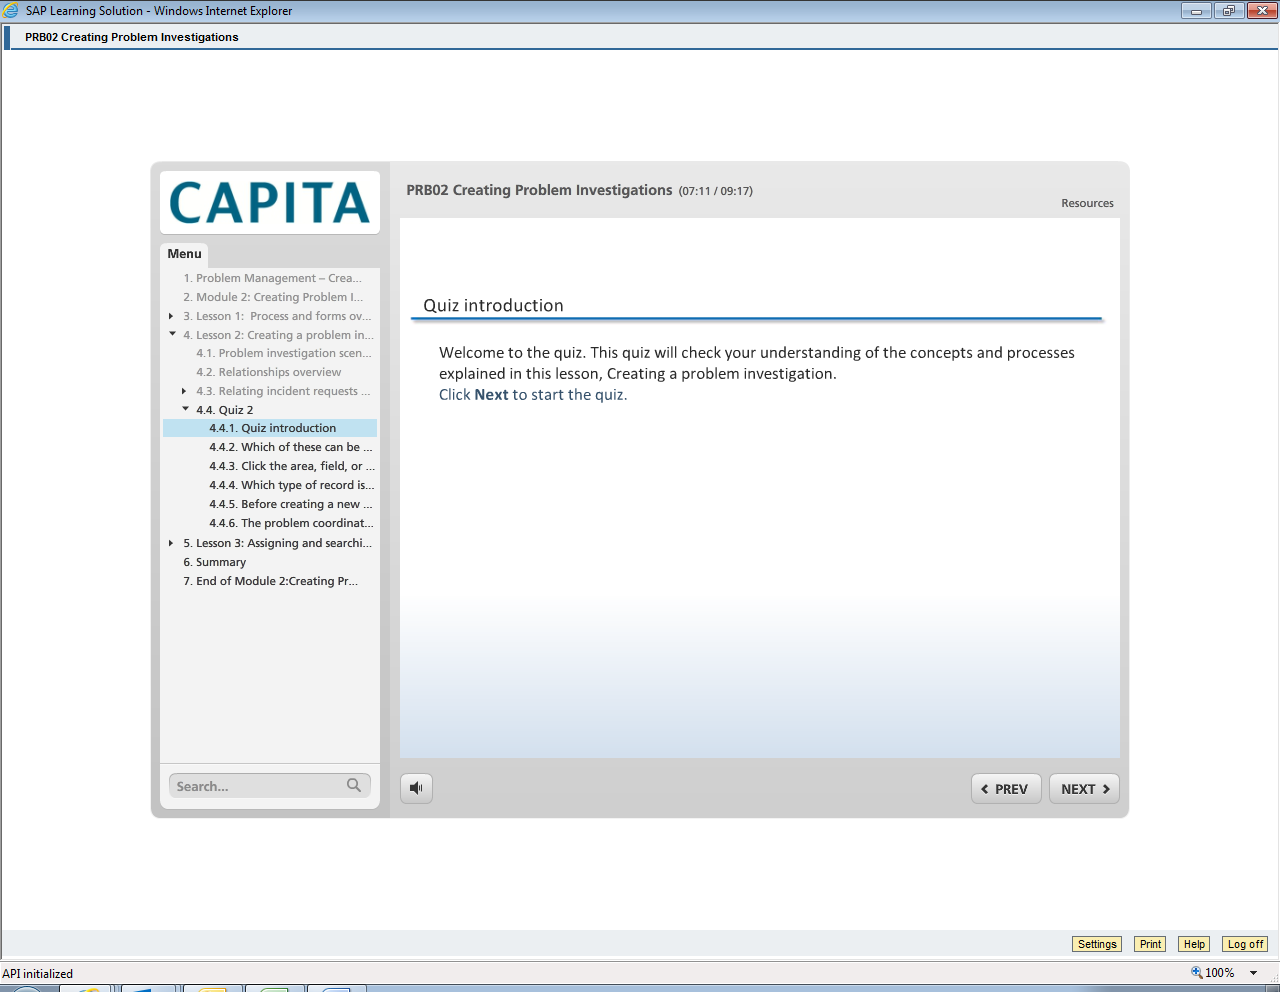 SAP Learning Solution - Windows Internet Explorer
PRB02 Creating Problem Investigations
CAPITA
PRB02 Creating Problem Investigations (07:11 / 09:17)
Resources
Menu
1. Problem Management – Crea...
2. Module 2: Creating Problem I...
3. Lesson 1: Process and forms ov...
4. Lesson 2: Creating a problem in...
4.1. Problem investigation scen...
4.2. Relationships overview
4.3. Relating incident requests ...
4.4. Quiz 2
4.4.1. Quiz introduction
4.4.2. Which of these can be ...
4.4.3. Click the area, field, or ...
4.4.4. Which type of record is...
4.4.5. Before creating a new ...
4.4.6. The problem coordinat...
5. Lesson 3: Assigning and searchi...
6. Summary
7. End of Module 2:Creating Pr...
Search...
Quiz introduction
Welcome to the quiz. This quiz will check your understanding of the concepts and processes
explained in this lesson, Creating a problem investigation.
Click Next to start the quiz.
PREV
NEXT
Settings
Print
Help
Log off
API initialized
100%